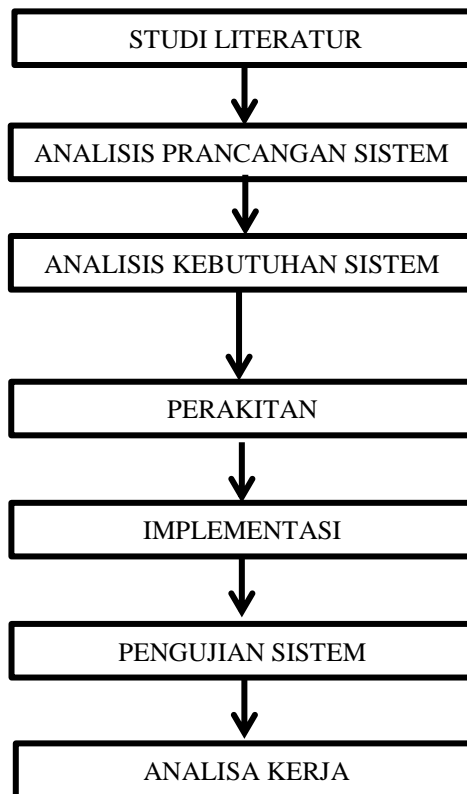 STUDI LITERATUR
ANALISIS PRANCANGAN SISTEM
ANALISIS KEBUTUHAN SISTEM
PERAKITAN
IMPLEMENTASI
PENGUJIAN SISTEM
ANALISA KERJA